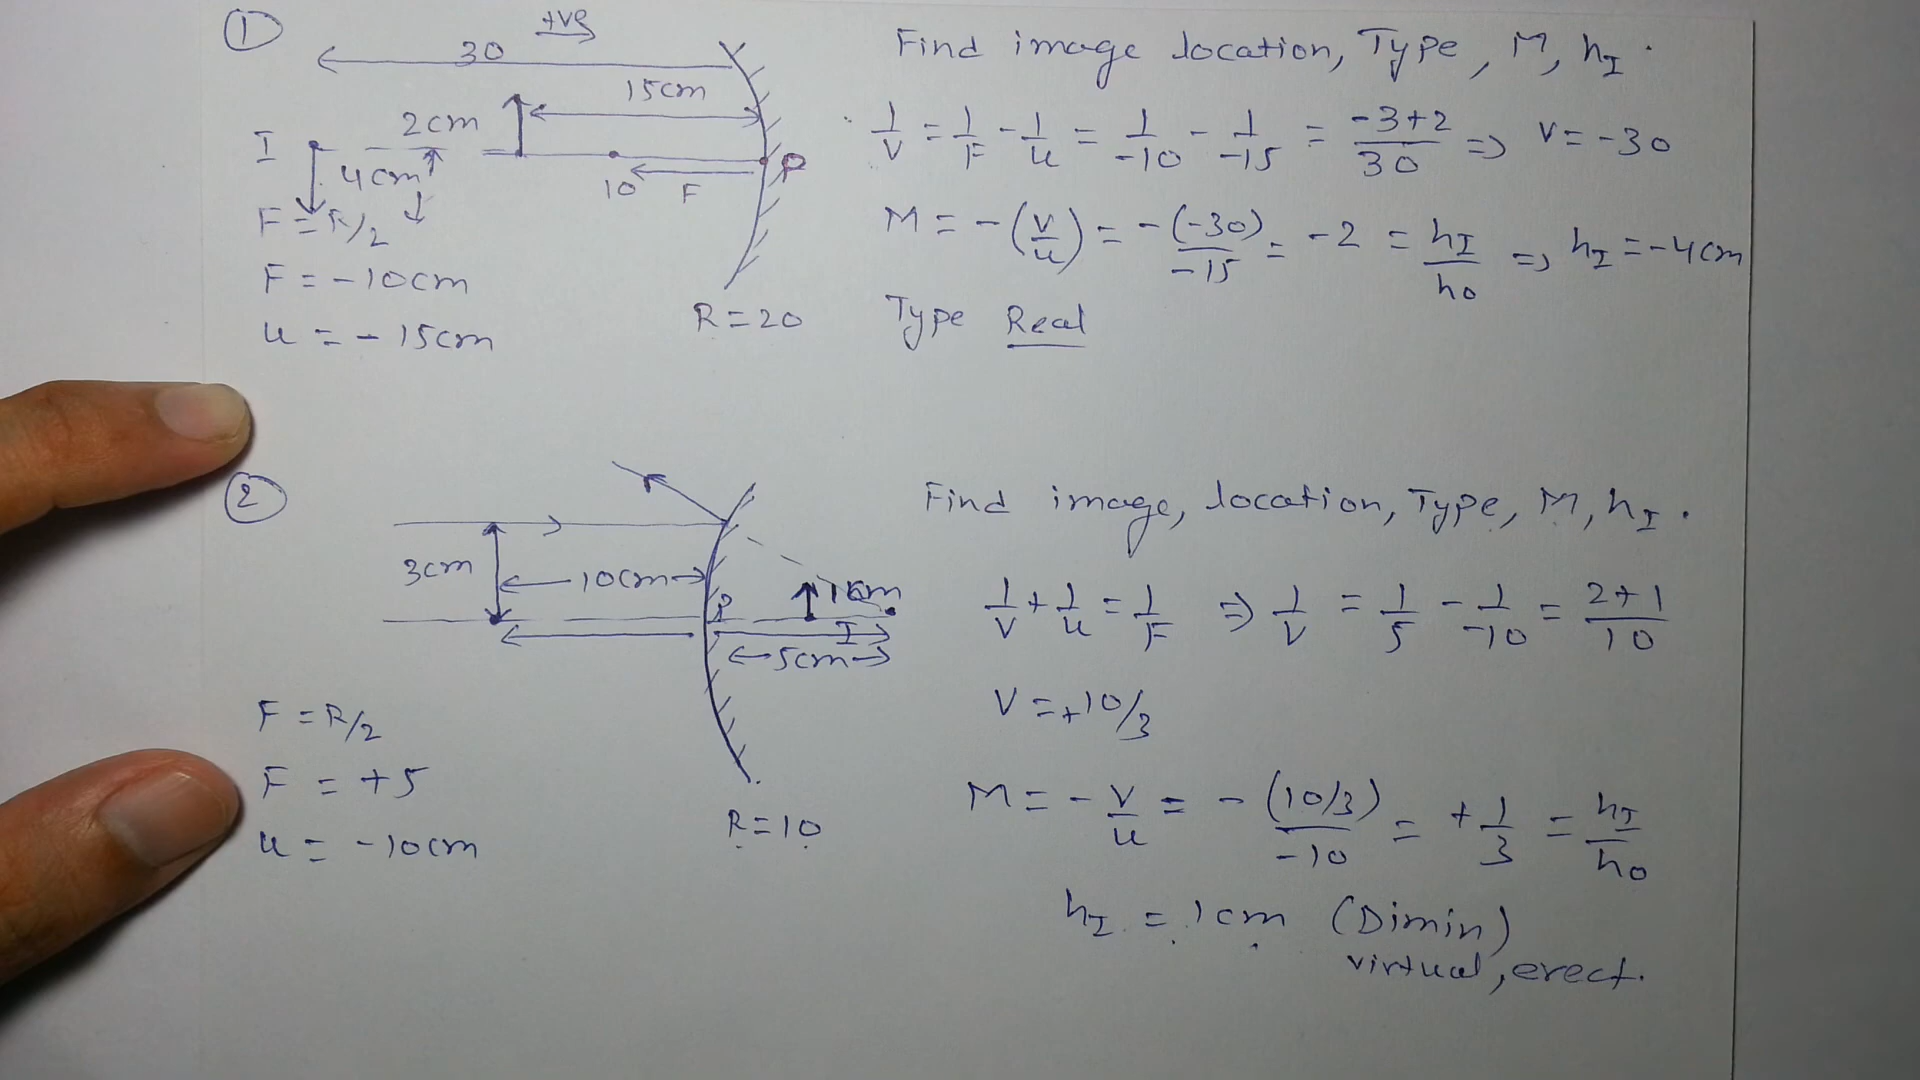 ①
+ve
30
15cm
2cm
I
4cm
10 F
P
F = R/2
F = -10cm
u = -15cm
R = 20
Find image location, Type, M, hI.
1/V = 1/F - 1/u = 1/-10 - 1/-15 = -3+2/30 => V = -30
M = -(V/u) = -(-30)/-15 = -2 = hI/ho => hI = -4cm
Type Real
②
3cm
10cm
P
1cm
I
5cm
F = R/2
F = +5
u = -10cm
R = 10
Find image, location, Type, M, hI.
1/V + 1/u = 1/F => 1/V = 1/5 - 1/-10 = 2+1/10
V = +10/3
M = -V/u = -(10/3)/-10 = +1/3 = hI/ho
hI = 1cm (Dimin)
virtual, erect.